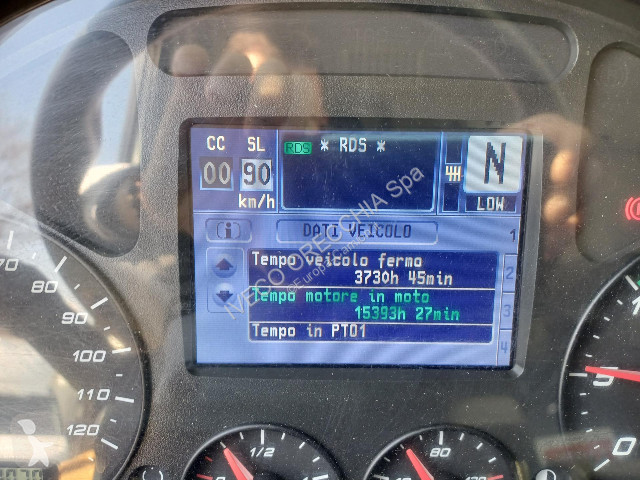 CC SL
00 90
km/h
RDS * RDS *
4H
N
LOW
DATI VEICOLO
1
Tempo veicolo fermo
3730h 45min
2
Tempo motore in moto
15393h 27min
3
Tempo in PTO1
4
MECCOORECCHIA Spa
70
80
90
100
110
120
1/2
80